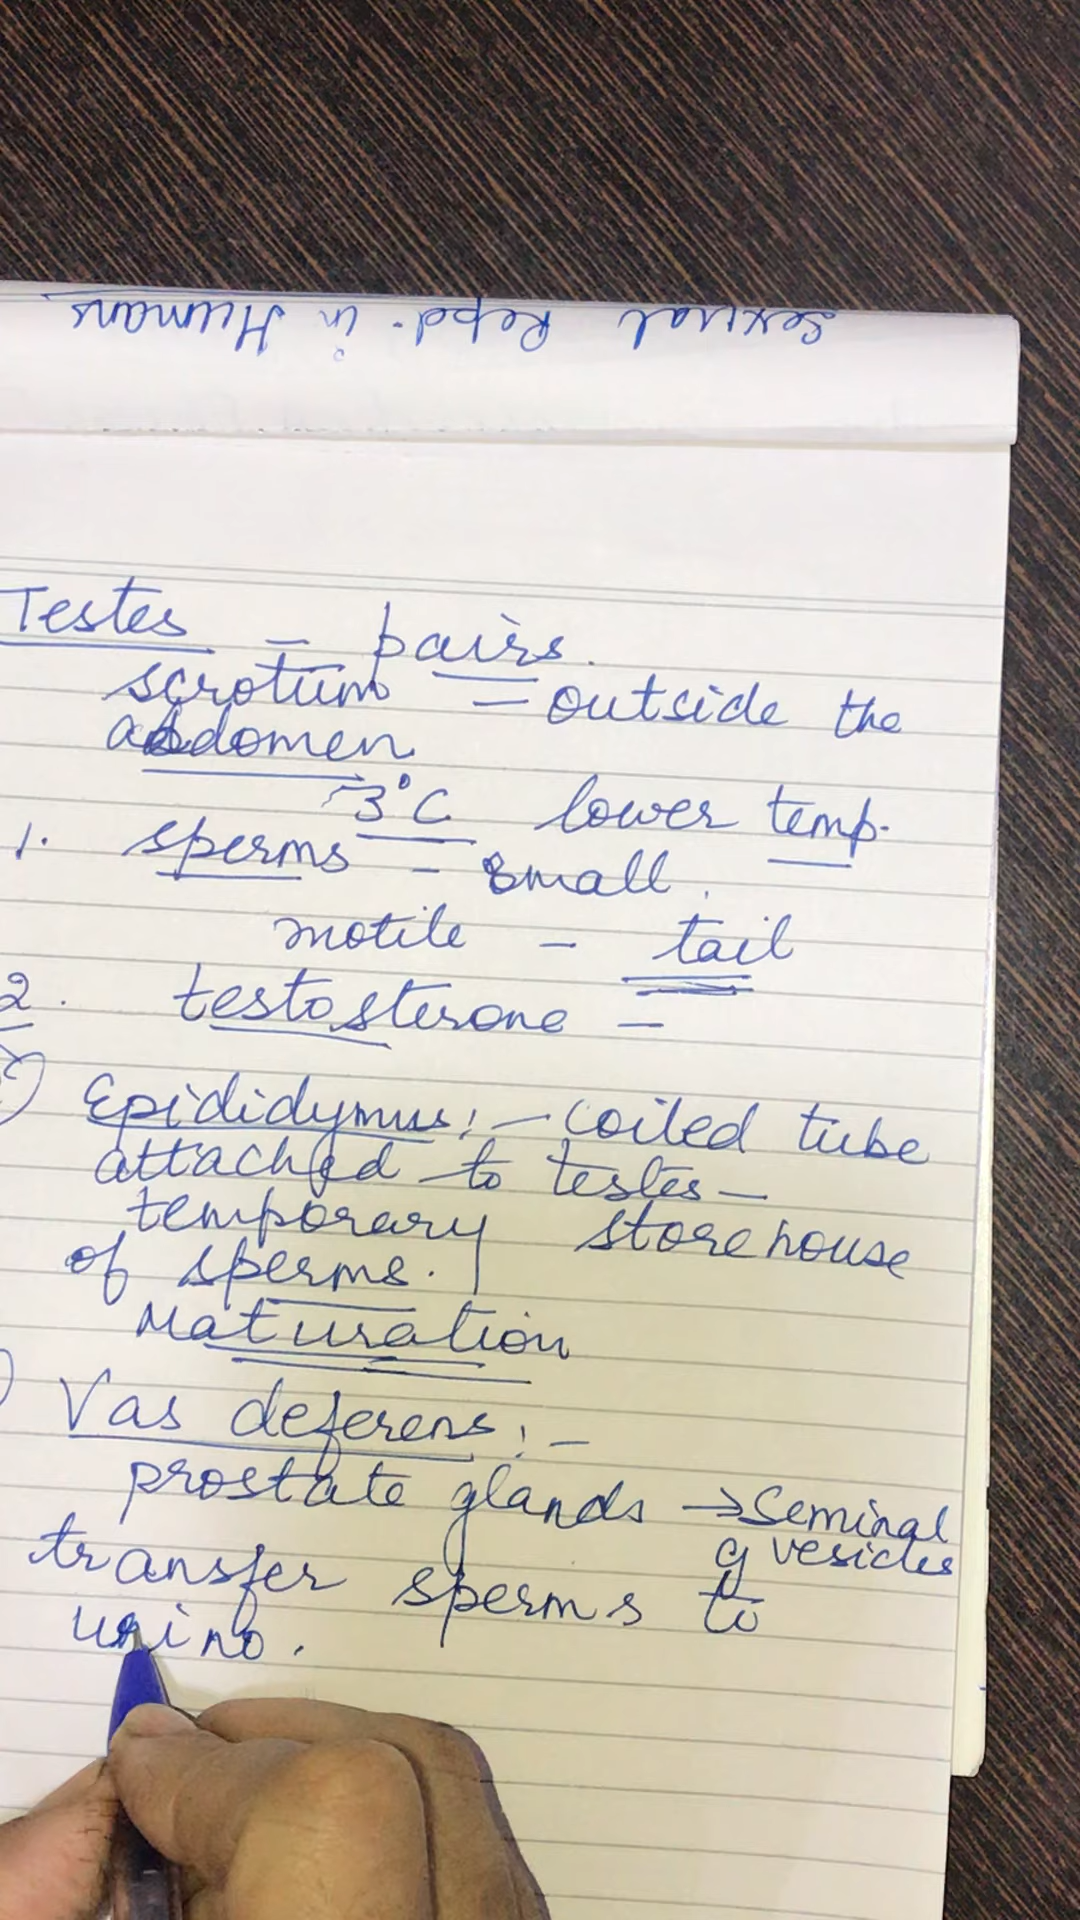 Sexual Repd. in Humans
Testes - pairs.
scrotum - outside the
abdomen
→3°C lower temp.
1. sperms - small.
motile - tail
2. testosterone -
Epididymus:- coiled tube
attached to testes -
temporary storehouse
of sperms.
Maturation
Vas deferens:-
prostate glands → Seminal
vesicles
transfer sperms to